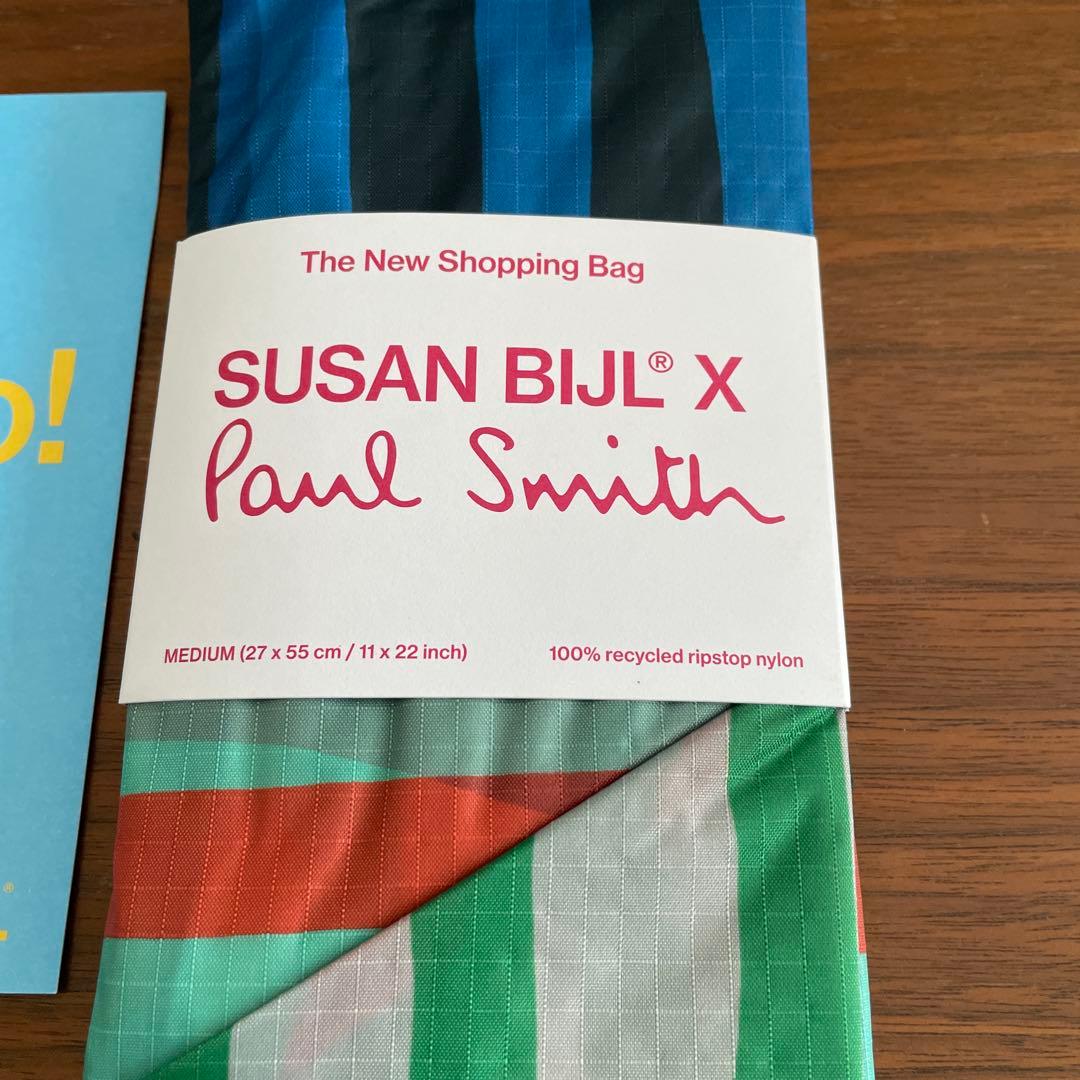 The New Shopping Bag
SUSAN BIJL® X
Paul Smith
MEDIUM (27 x 55 cm / 11 x 22 inch)
100% recycled ripstop nylon
o!
®